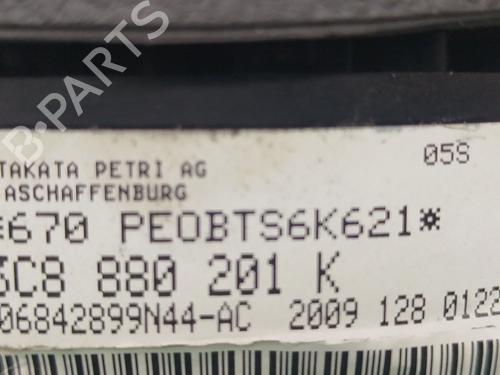 B-PARTS
TAKATA PETRI AG
05S
ASCHAFFENBURG
*670 PEOBTS6K621*
3C8 880 201 K
06842899N44-AC 2009 128 0122